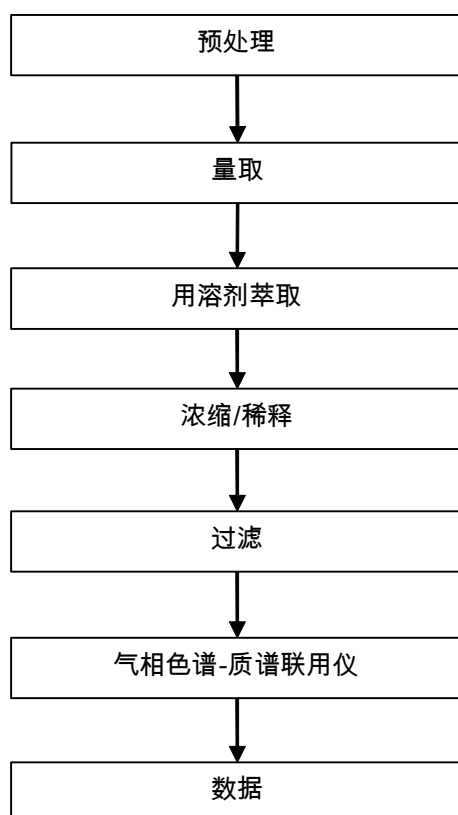 预处理
量取
用溶剂萃取
浓缩/稀释
过滤
气相色谱-质谱联用仪
数据